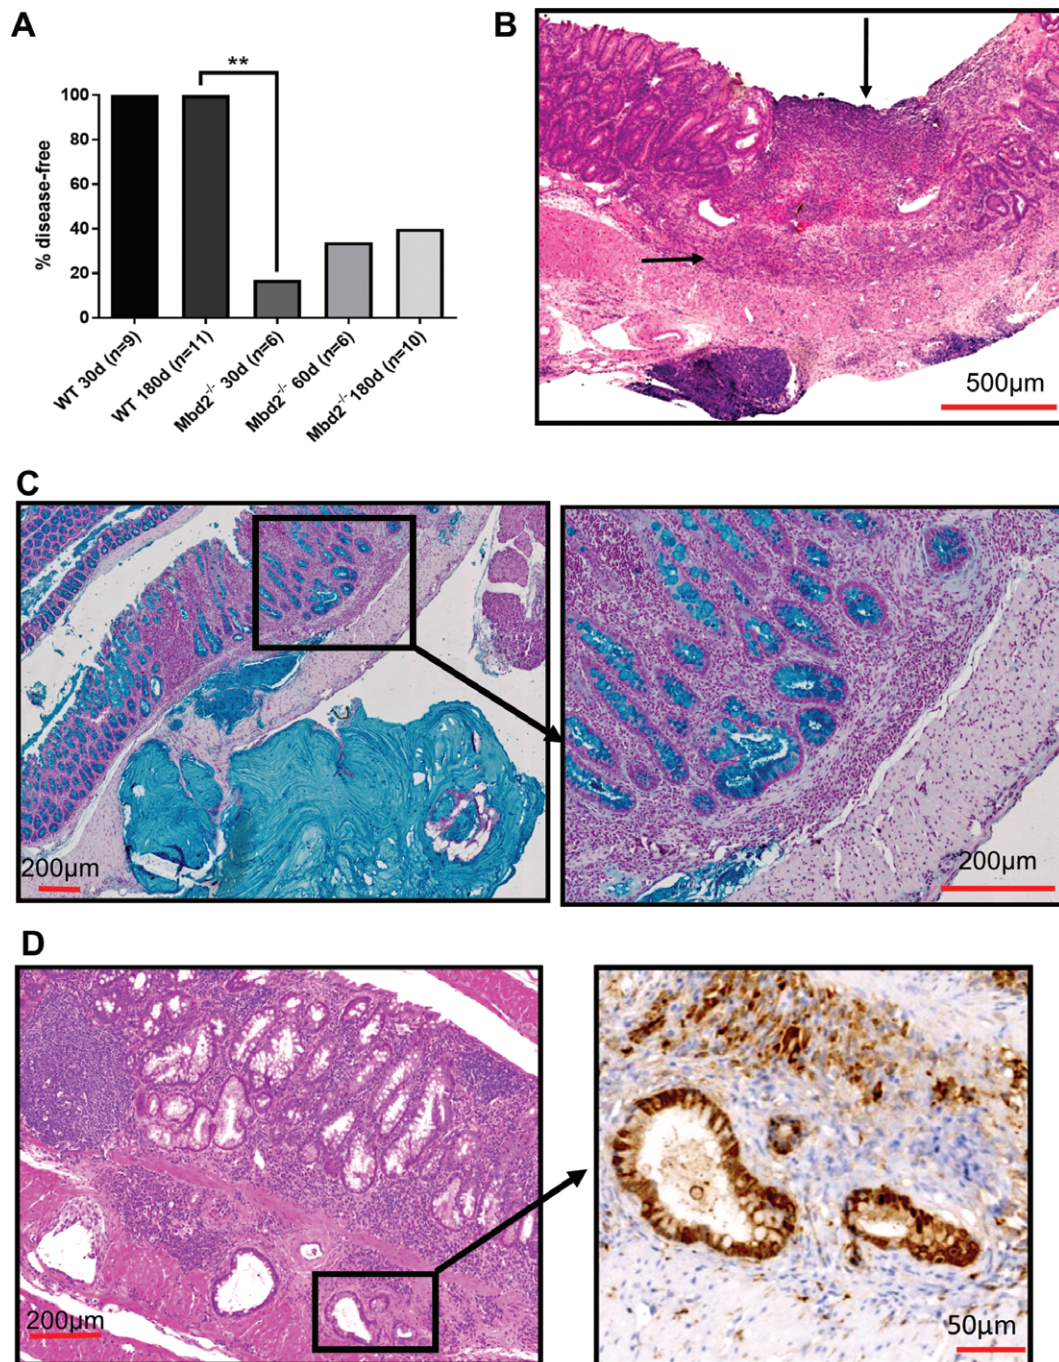 A
**
% disease-free
100
80
60
40
20
0
WT 30d (n=9)
WT 180d (n=11)
Mbd2-/- 30d (n=6)
Mbd2-/- 60d (n=6)
Mbd2-/- 180d (n=10)
B
500μm
C
200μm
200μm
D
200μm
50μm